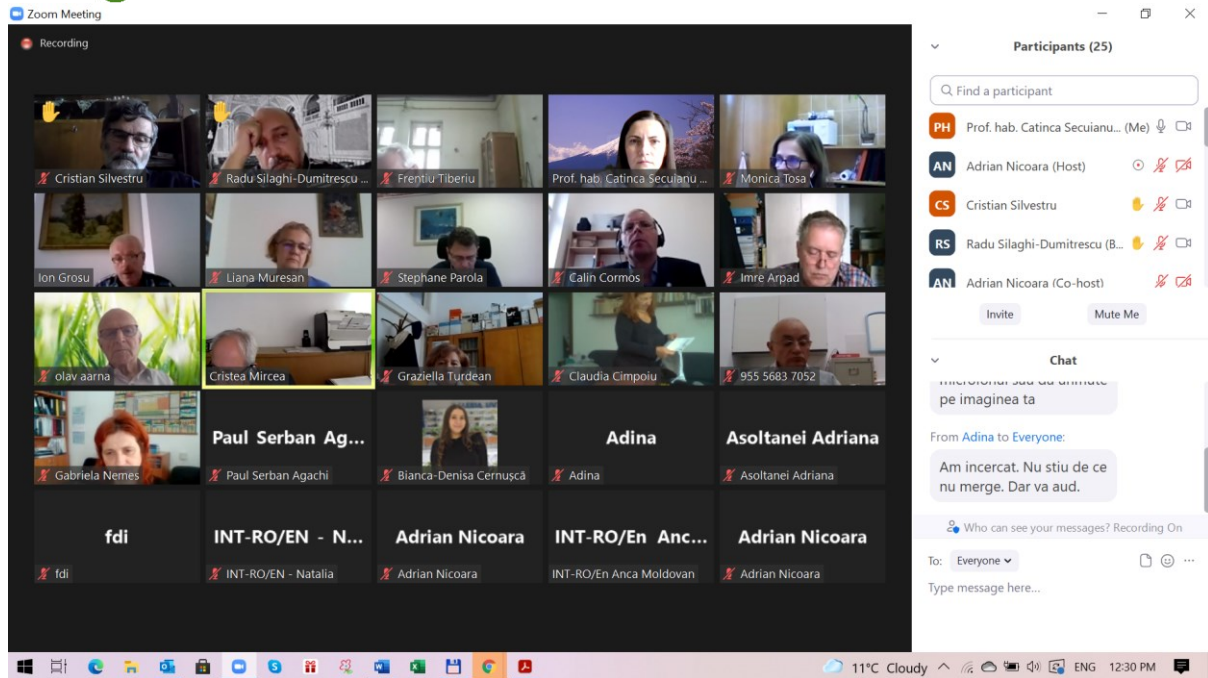 Zoom Meeting
Recording
Cristian Silvestru
Radu Silaghi-Dumitrescu ...
Frentiu Tiberiu
Prof. hab. Catinca Secuianu ...
Monica Tosa
Ion Grosu
Liana Muresan
Stephane Parola
Calin Cormos
Imre Arpad
olav aarna
Cristea Mircea
Graziella Turdean
Claudia Cimpoiu
955 5683 7052
Gabriela Nemes
Paul Serban Ag...
Paul Serban Agachi
Bianca-Denisa Cernușcă
Adina
Adina
Asoltanei Adriana
Asoltanei Adriana
fdi
fdi
INT-RO/EN - N...
INT-RO/EN - Natalia
Adrian Nicoara
Adrian Nicoara
INT-RO/En Anc...
INT-RO/En Anca Moldovan
Adrian Nicoara
Adrian Nicoara
Participants (25)
Find a participant
PH Prof. hab. Catinca Secuianu... (Me)
AN Adrian Nicoara (Host)
CS Cristian Silvestru
RS Radu Silaghi-Dumitrescu (B...
AN Adrian Nicoara (Co-host)
Invite Mute Me
Chat
microfonul sau da unmute
pe imaginea ta
From Adina to Everyone:
Am incercat. Nu stiu de ce
nu merge. Dar va aud.
Who can see your messages? Recording On
To: Everyone
Type message here...
11°C Cloudy ENG 12:30 PM